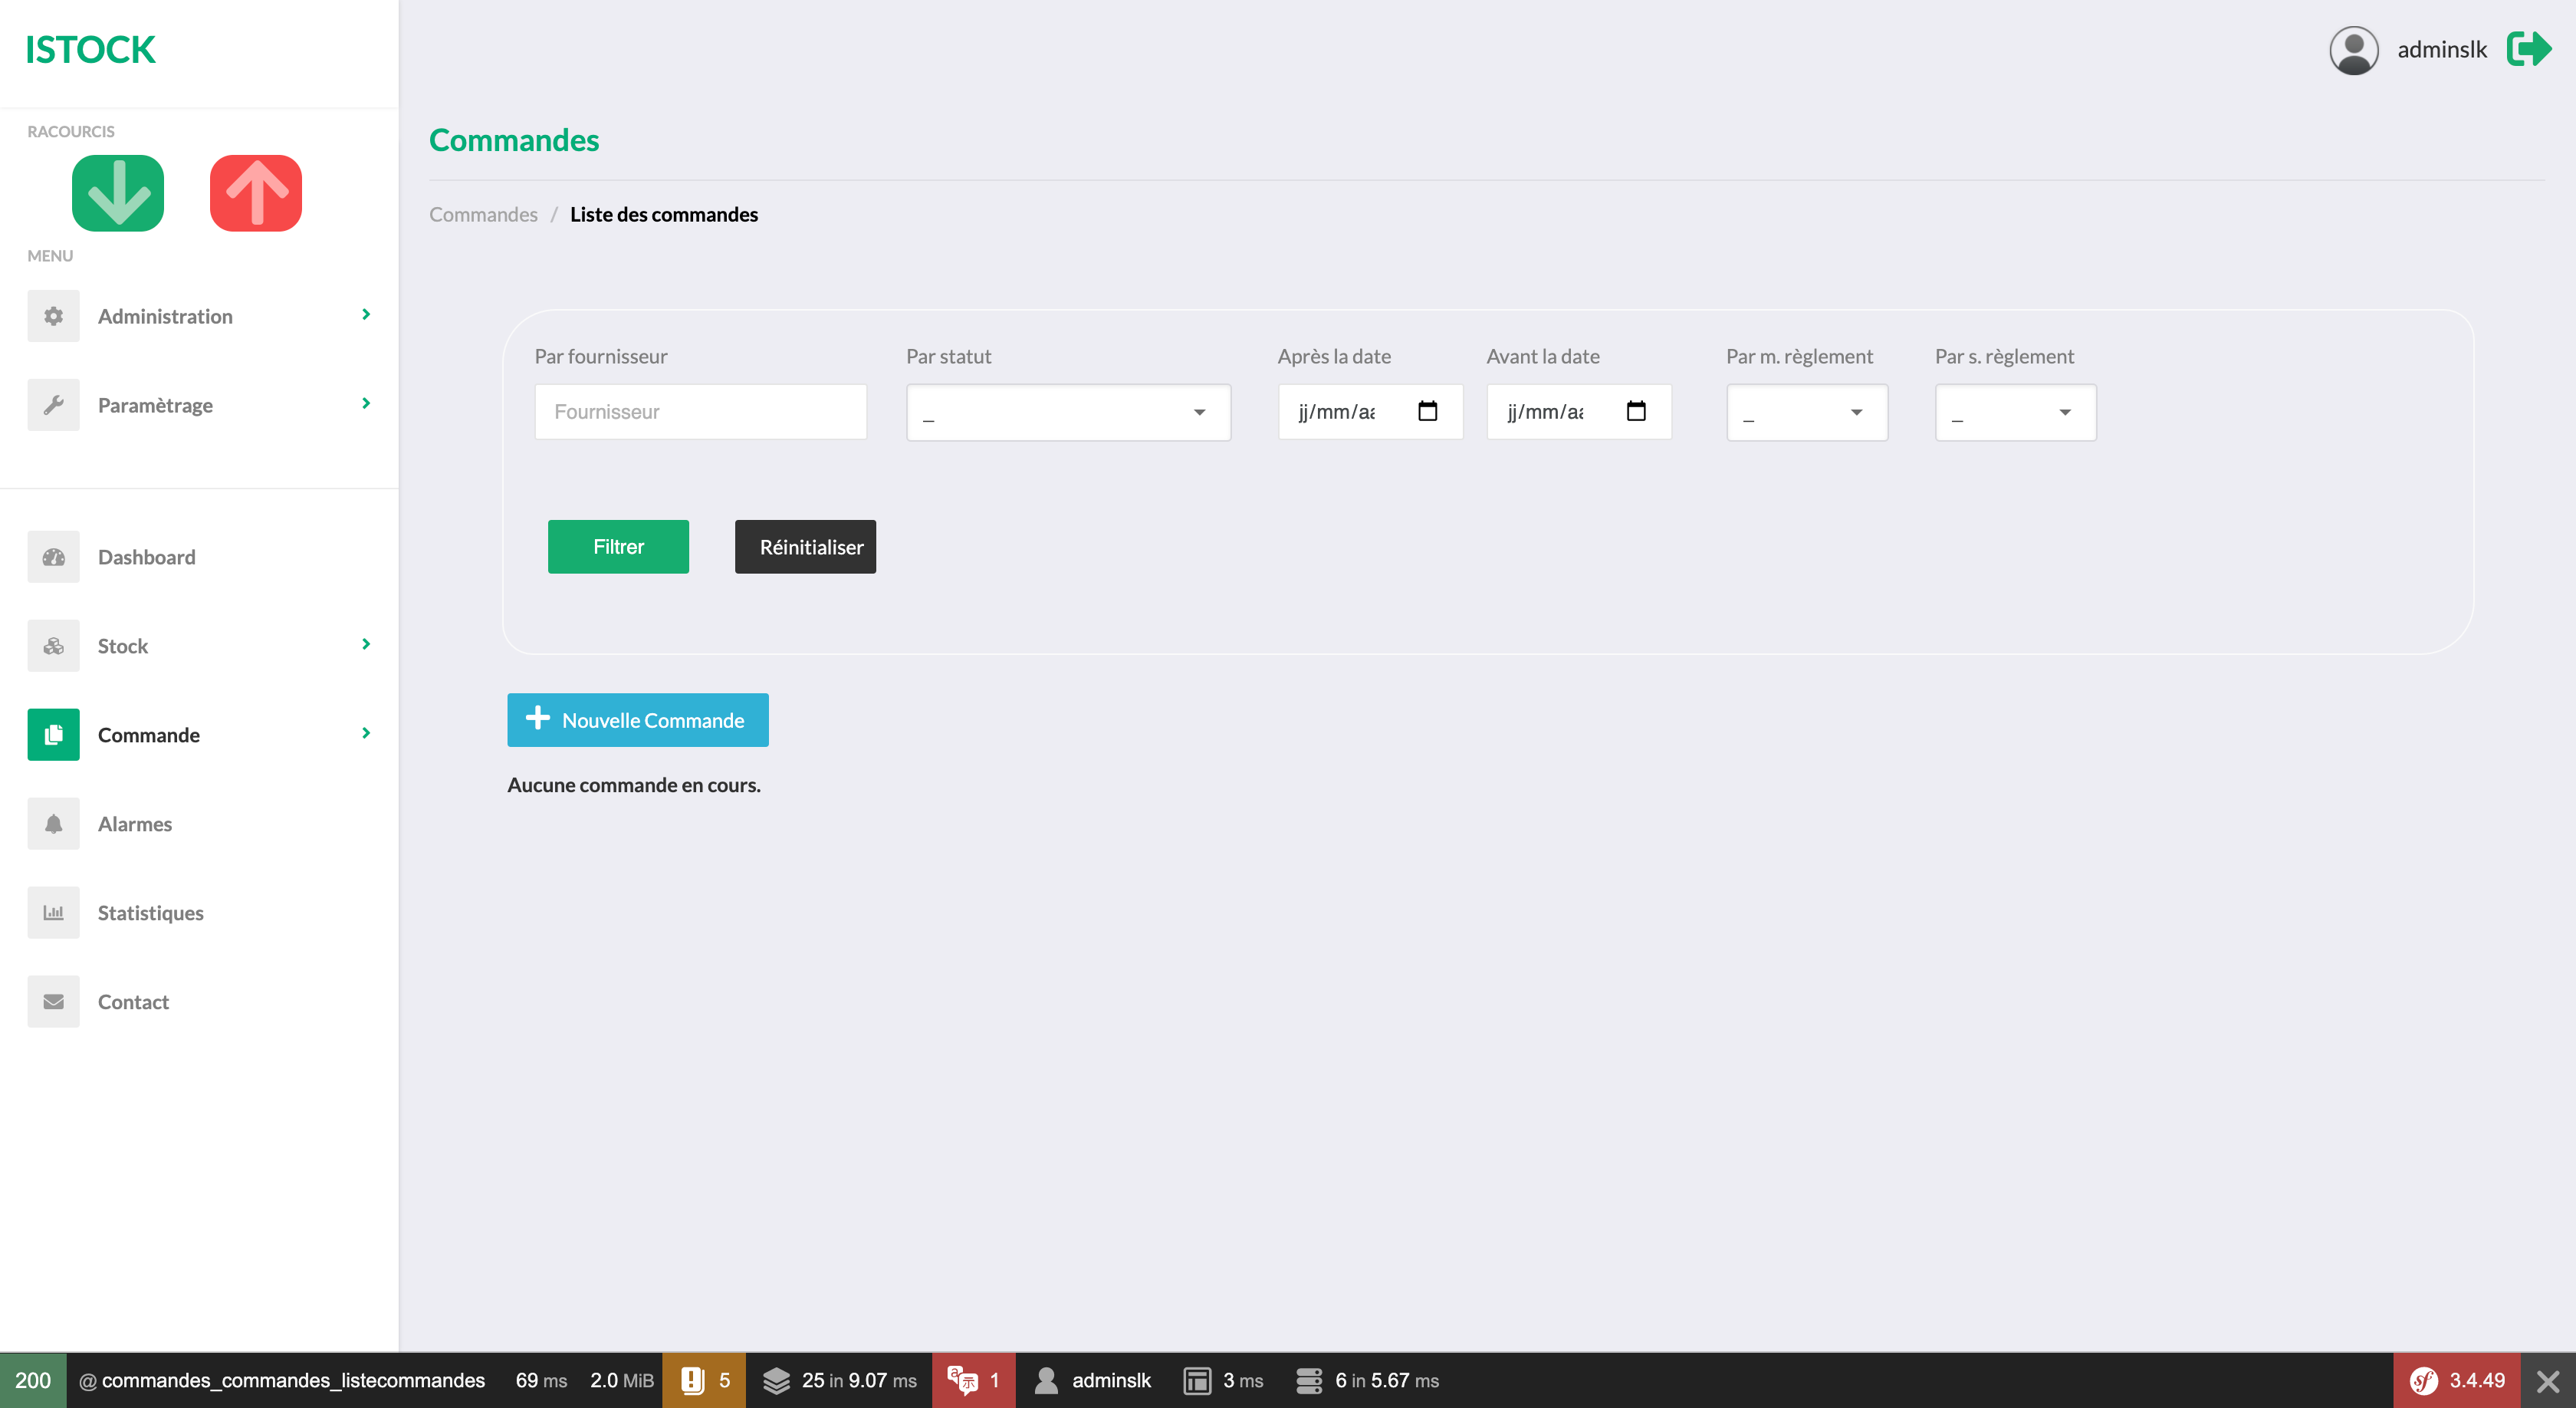 ISTOCK
adminslk
RACOURCIS
MENU
Administration
Paramètrage
Dashboard
Stock
Commande
Alarmes
Statistiques
Contact
Commandes
Commandes / Liste des commandes
Par fournisseur Par statut Après la date Avant la date Par m. règlement Par s. règlement
Fournisseur _ jj/mm/aa jj/mm/aa _ _
Filtrer Réinitialiser
Nouvelle Commande
Aucune commande en cours.
200 @ commandes_commandes_listecommandes 69 ms 2.0 MiB 5 25 in 9.07 ms 1 adminslk 3 ms 6 in 5.67 ms 3.4.49